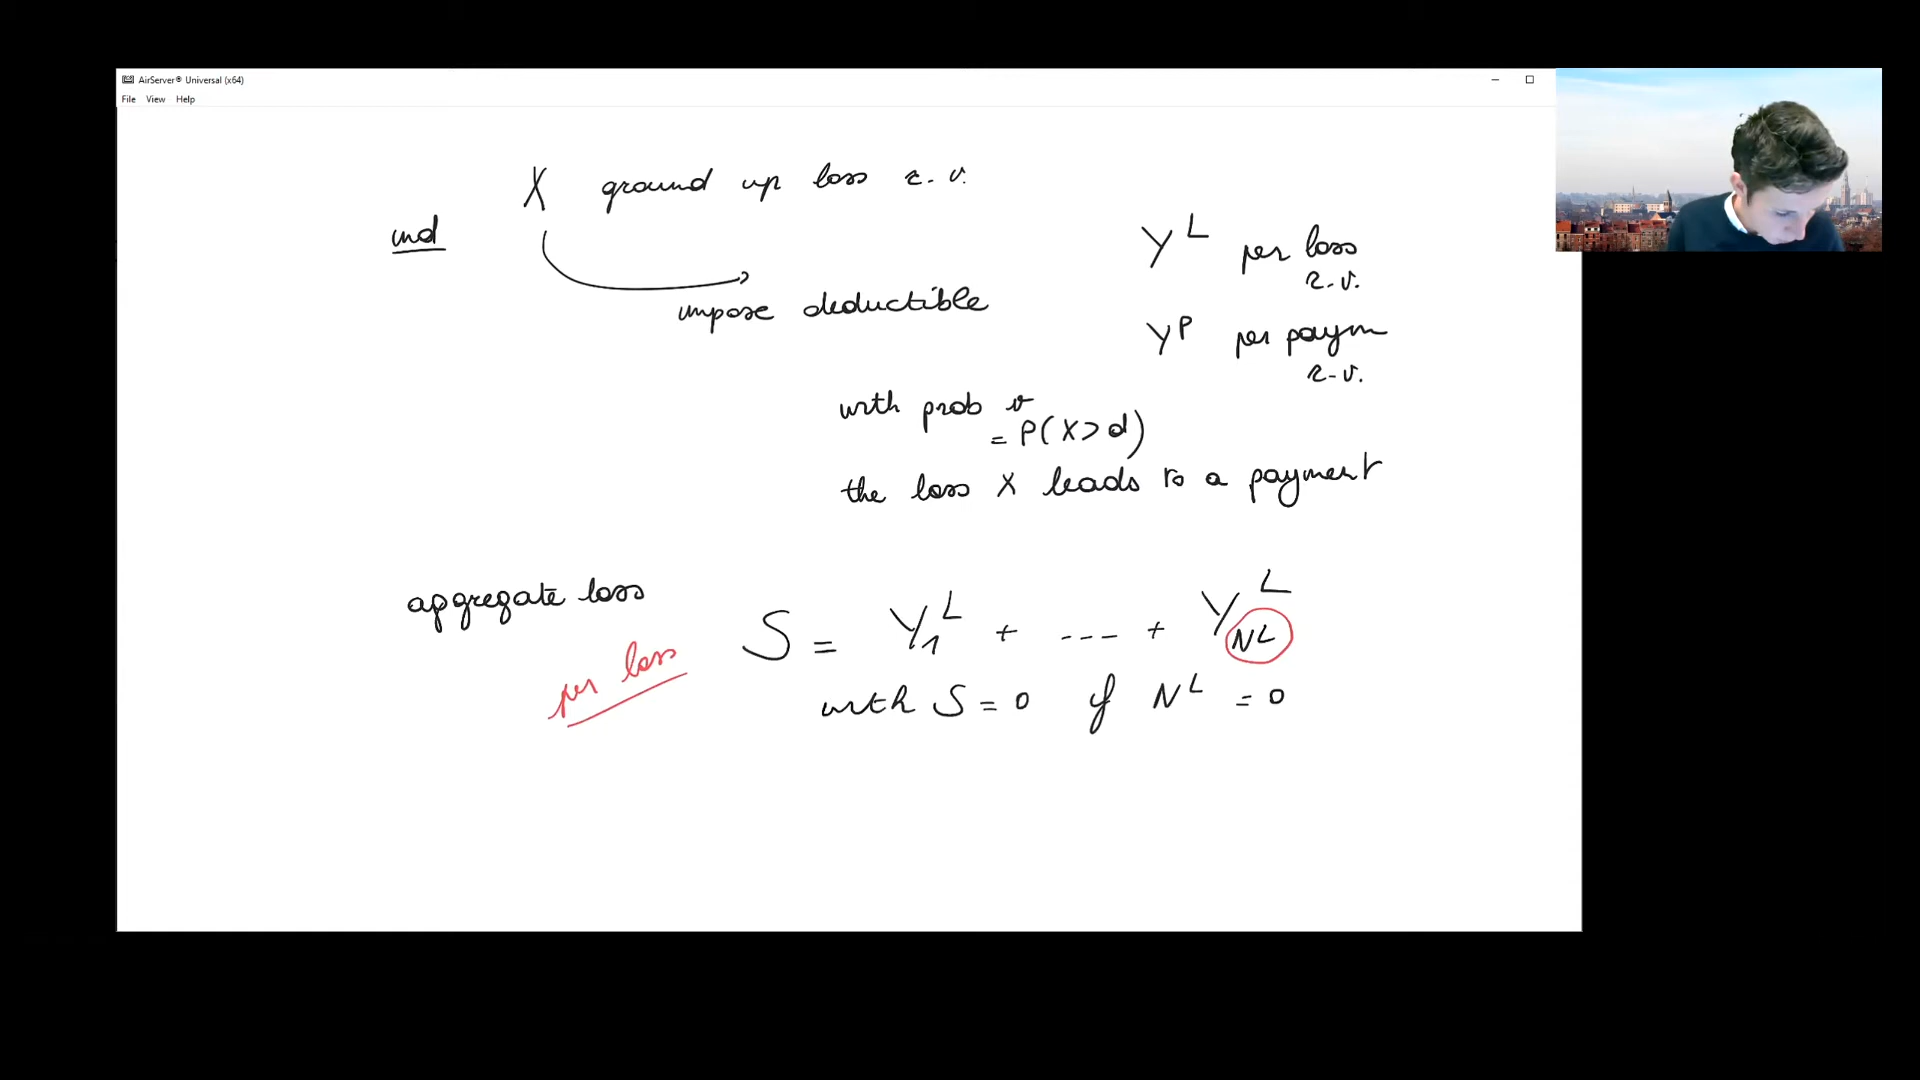 AirServer® Universal (x64)
File View Help
X ground up loss r.v.
ind
Y^L per loss
r.v.
impose deductible
Y^P per paym
r.v.
with prob v
= P(X>d)
the loss X leads to a payment
aggregate loss
per loss
S = Y_1^L + --- + Y_{N^L}^L
with S = 0 if N^L = 0